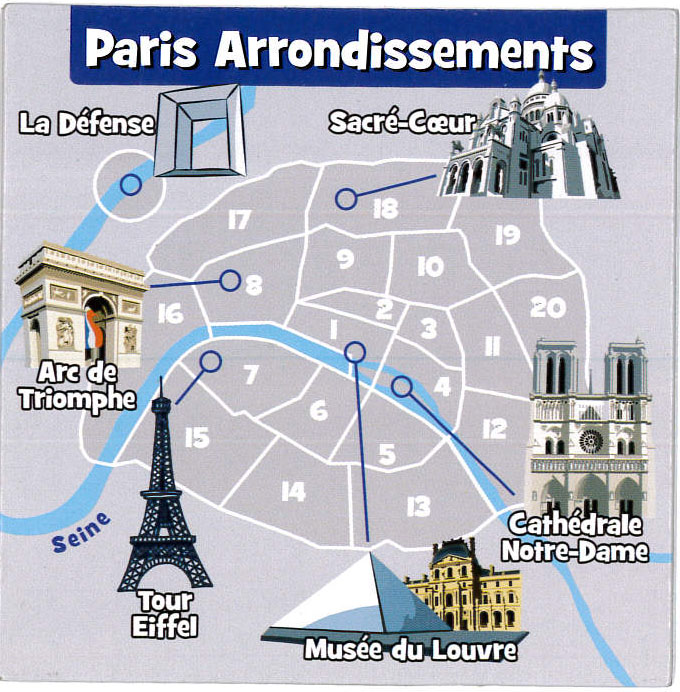 Paris Arrondissements
La Défense
Sacré-Cœur
17
18
19
9
10
8
16
20
2
1
3
11
7
4
6
12
15
5
14
13
Arc de
Triomphe
Seine
Cathédrale
Notre-Dame
Tour
Eiffel
Musée du Louvre